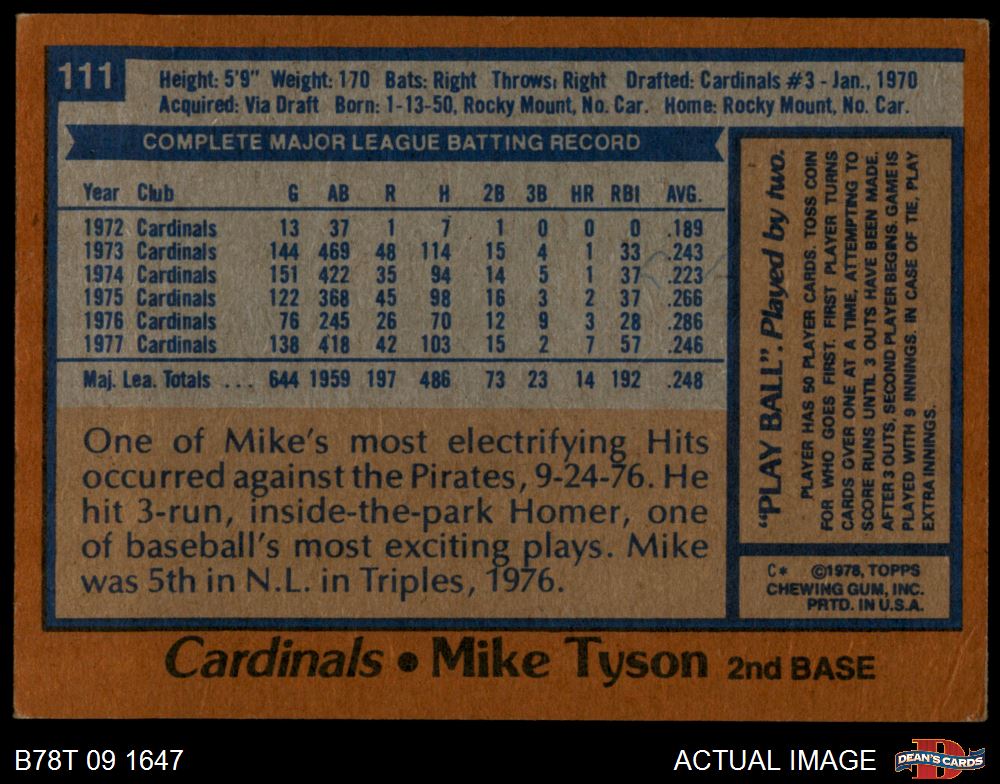 111
Height: 5'9" Weight: 170 Bats: Right Throws: Right Drafted: Cardinals #3 - Jan., 1970
Acquired: Via Draft Born: 1-13-50, Rocky Mount, No. Car. Home: Rocky Mount, No. Car.
COMPLETE MAJOR LEAGUE BATTING RECORD
Year Club G AB R H 2B 3B HR RBI AVG.
1972 Cardinals 13 37 1 7 1 0 0 0 .189
1973 Cardinals 144 469 48 114 15 4 1 33 .243
1974 Cardinals 151 422 35 94 14 5 1 37 .223
1975 Cardinals 122 368 45 98 16 3 2 37 .266
1976 Cardinals 76 245 26 70 12 9 3 28 .286
1977 Cardinals 138 418 42 103 15 2 7 57 .246
Maj. Lea. Totals ... 644 1959 197 486 73 23 14 192 .248
One of Mike's most electrifying Hits
occurred against the Pirates, 9-24-76. He
hit 3-run, inside-the-park Homer, one
of baseball's most exciting plays. Mike
was 5th in N.L. in Triples, 1976.
"PLAY BALL". Played by two.
PLAYER HAS 50 PLAYER CARDS. TOSS COIN
FOR WHO GOES FIRST. FIRST PLAYER TURNS
CARDS OVER ONE AT A TIME, ATTEMPTING TO
SCORE RUNS UNTIL 3 OUTS HAVE BEEN MADE.
AFTER 3 OUTS, SECOND PLAYER BEGINS. GAME IS
PLAYED WITH 9 INNINGS. IN CASE OF TIE, PLAY
EXTRA INNINGS.
C* ©1978, TOPPS
CHEWING GUM, INC.
PRTD. IN U.S.A.
Cardinals • Mike Tyson 2nd BASE
B78T 09 1647
ACTUAL IMAGE
D
DEAN'S CARDS